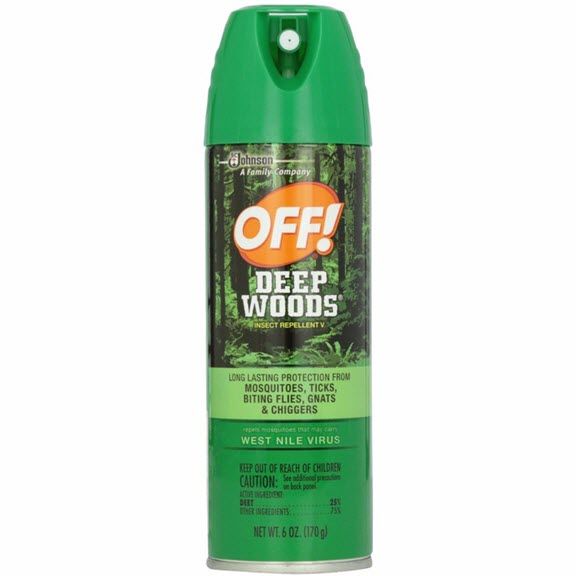 SC Johnson
A Family Company
OFF!
DEEP
WOODS®
INSECT REPELLENT V
LONG LASTING PROTECTION FROM
MOSQUITOES, TICKS,
BITING FLIES, GNATS
& CHIGGERS
repels mosquitoes that may carry
WEST NILE VIRUS
KEEP OUT OF REACH OF CHILDREN
CAUTION: See additional precautions
on back panel.
ACTIVE INGREDIENT:
DEET 25%
OTHER INGREDIENTS: 75%
NET WT. 6 OZ. (170 g)